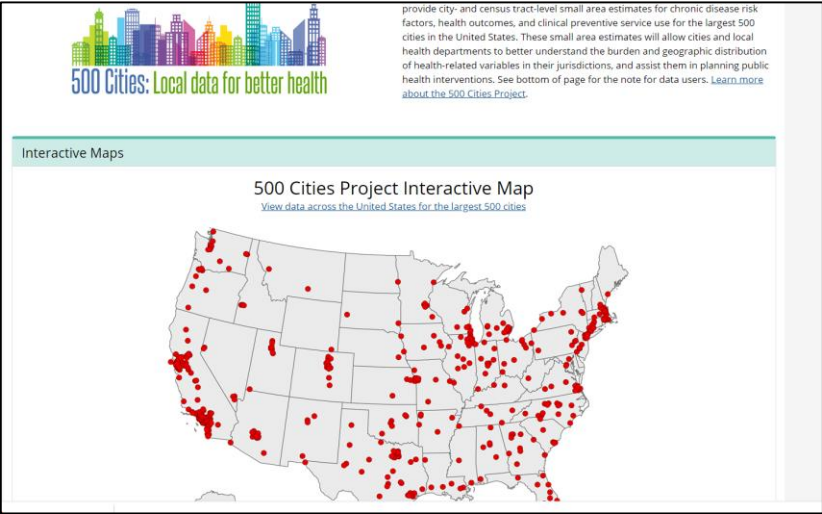 provide city- and census tract-level small area estimates for chronic disease risk
factors, health outcomes, and clinical preventive service use for the largest 500
cities in the United States. These small area estimates will allow cities and local
health departments to better understand the burden and geographic distribution
of health-related variables in their jurisdictions, and assist them in planning public
health interventions. See bottom of page for the note for data users. Learn more
about the 500 Cities Project.
500 Cities: Local data for better health
Interactive Maps
500 Cities Project Interactive Map
View data across the United States for the largest 500 cities